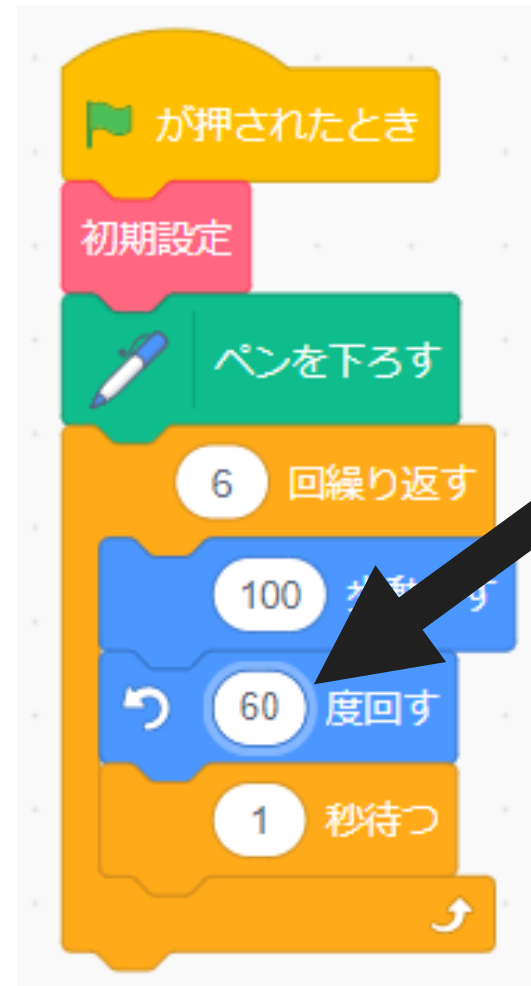 が押されたとき
初期設定
ペンを下ろす
6 回繰り返す
100
60 度回す
1 秒待つ